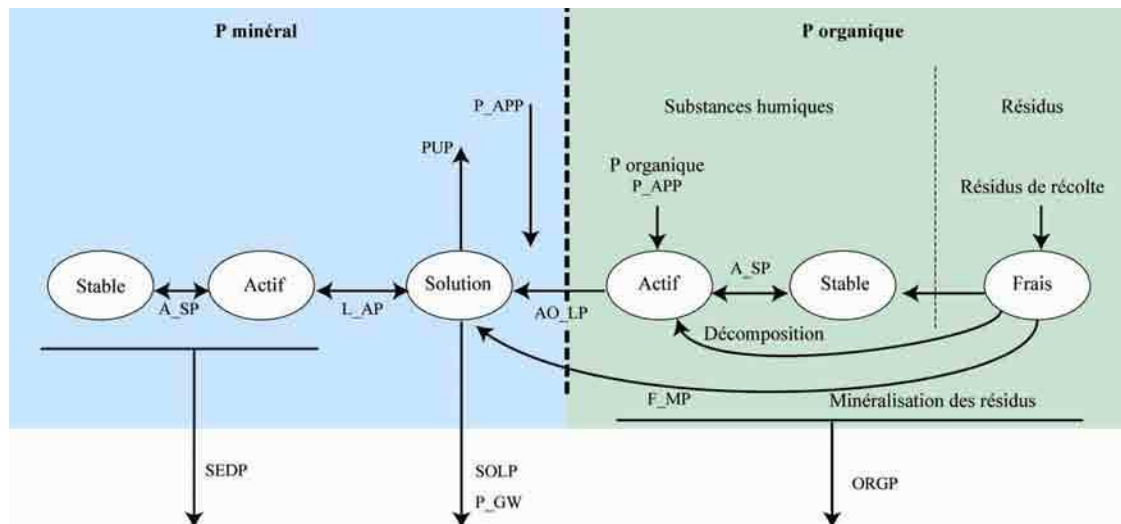 P minéral
P organique
P_APP
Substances humiques
Résidus
PUP
P organique
P_APP
Résidus de récolte
Stable
A_SP
Actif
L_AP
Solution
AO_LP
Actif
A_SP
Stable
Frais
Décomposition
F_MP
Minéralisation des résidus
SEDP
SOLP
P_GW
ORGP